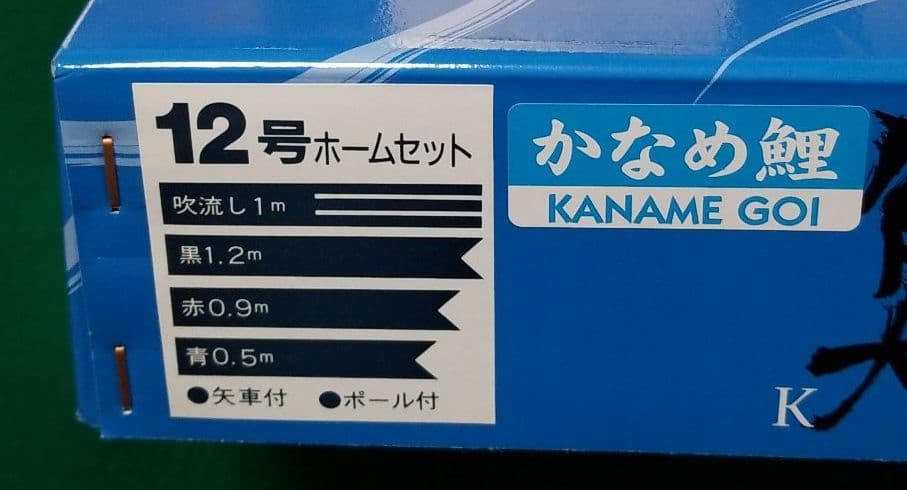 12号ホームセット
吹流し1m
黒1.2m
赤0.9m
青0.5m
●矢車付 ●ポール付
かなめ鯉
KANAME GOI
K